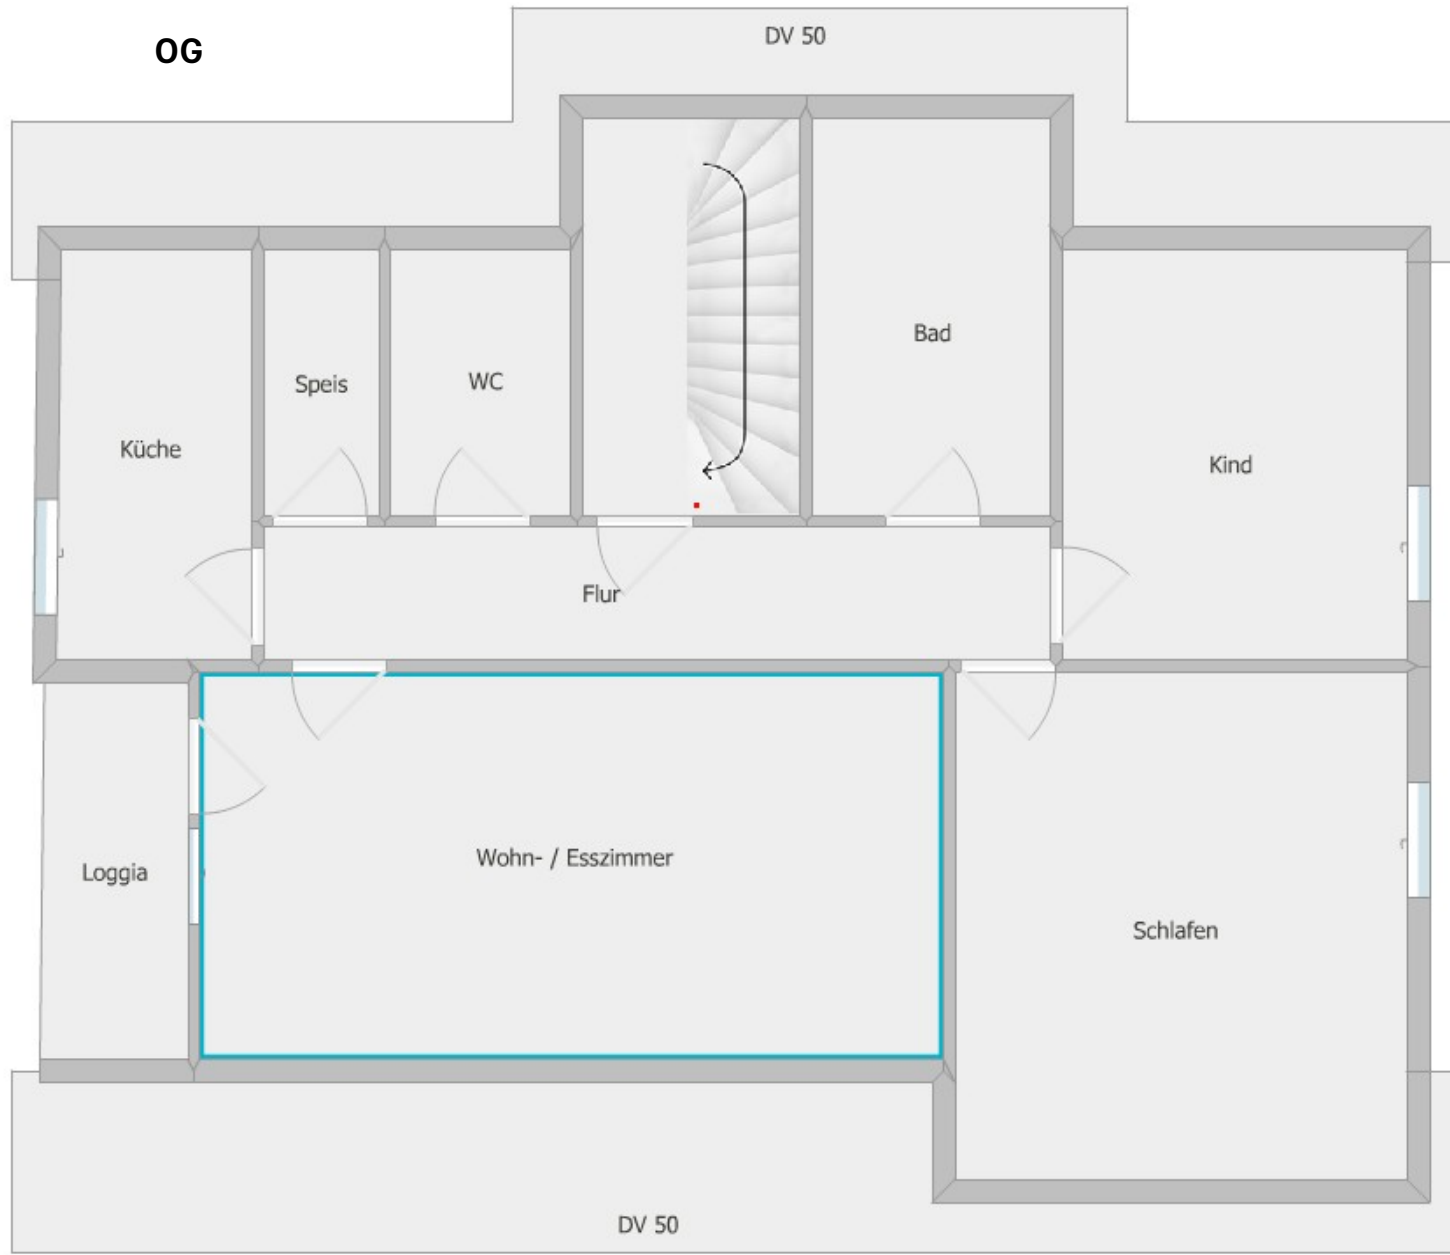 OG
DV 50
Bad
Speis
WC
Küche
Kind
Flur
Wohn- / Esszimmer
Loggia
Schlafen
DV 50